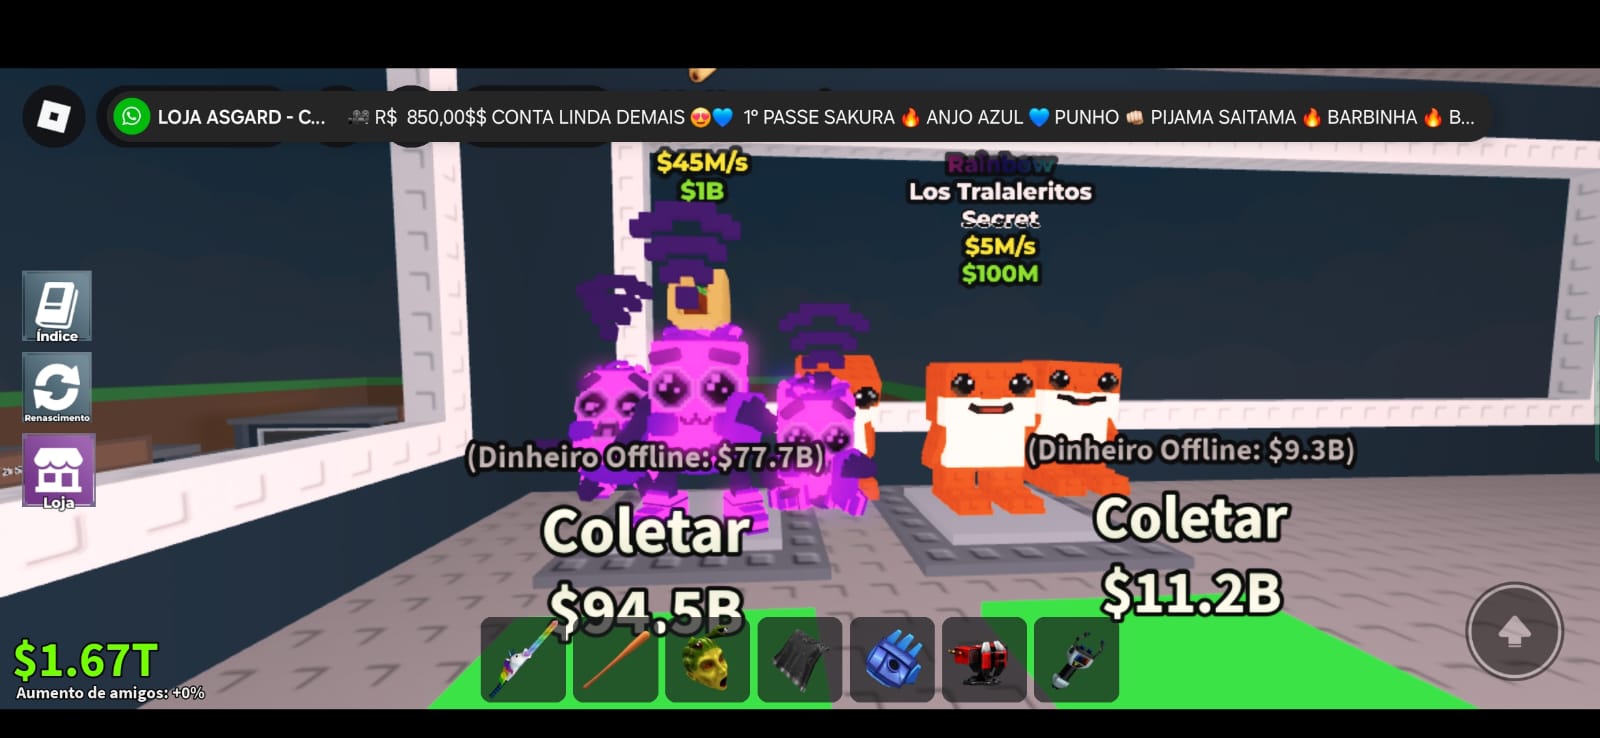 LOJA ASGARD - C... R$ 850,00$$ CONTA LINDA DEMAIS 😍💙 1º PASSE SAKURA 🔥 ANJO AZUL 💙 PUNHO 👊🏼 PIJAMA SAITAMA 🔥 BARBINHA 🔥 B...
$45M/s
$1B
Rainbow
Los Tralaleritos
Secret
$5M/s
$100M
Índice
Renascimento
Loja
(Dinheiro Offline: $77.7B)
Coletar
$94.5B
(Dinheiro Offline: $9.3B)
Coletar
$11.2B
$1.67T
Aumento de amigos: +0%